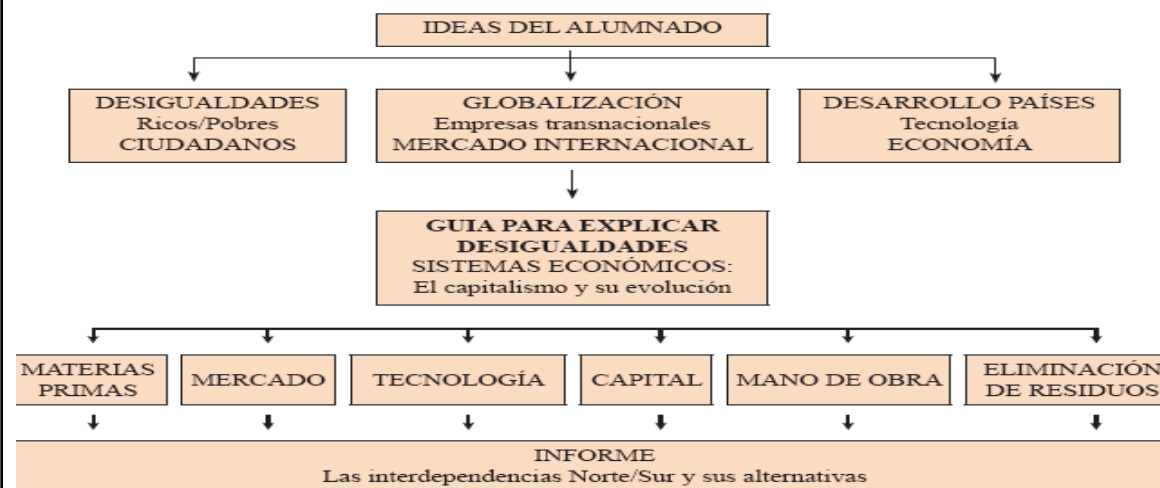 IDEAS DEL ALUMNADO
DESIGUALDADES
Ricos/Pobres
CIUDADANOS
GLOBALIZACIÓN
Empresas transnacionales
MERCADO INTERNACIONAL
DESARROLLO PAÍSES
Tecnología
ECONOMÍA
GUIA PARA EXPLICAR
DESIGUALDADES
SISTEMAS ECONÓMICOS:
El capitalismo y su evolución
MATERIAS
PRIMAS
MERCADO
TECNOLOGÍA
CAPITAL
MANO DE OBRA
ELIMINACIÓN
DE RESIDUOS
INFORME
Las interdependencias Norte/Sur y sus alternativas